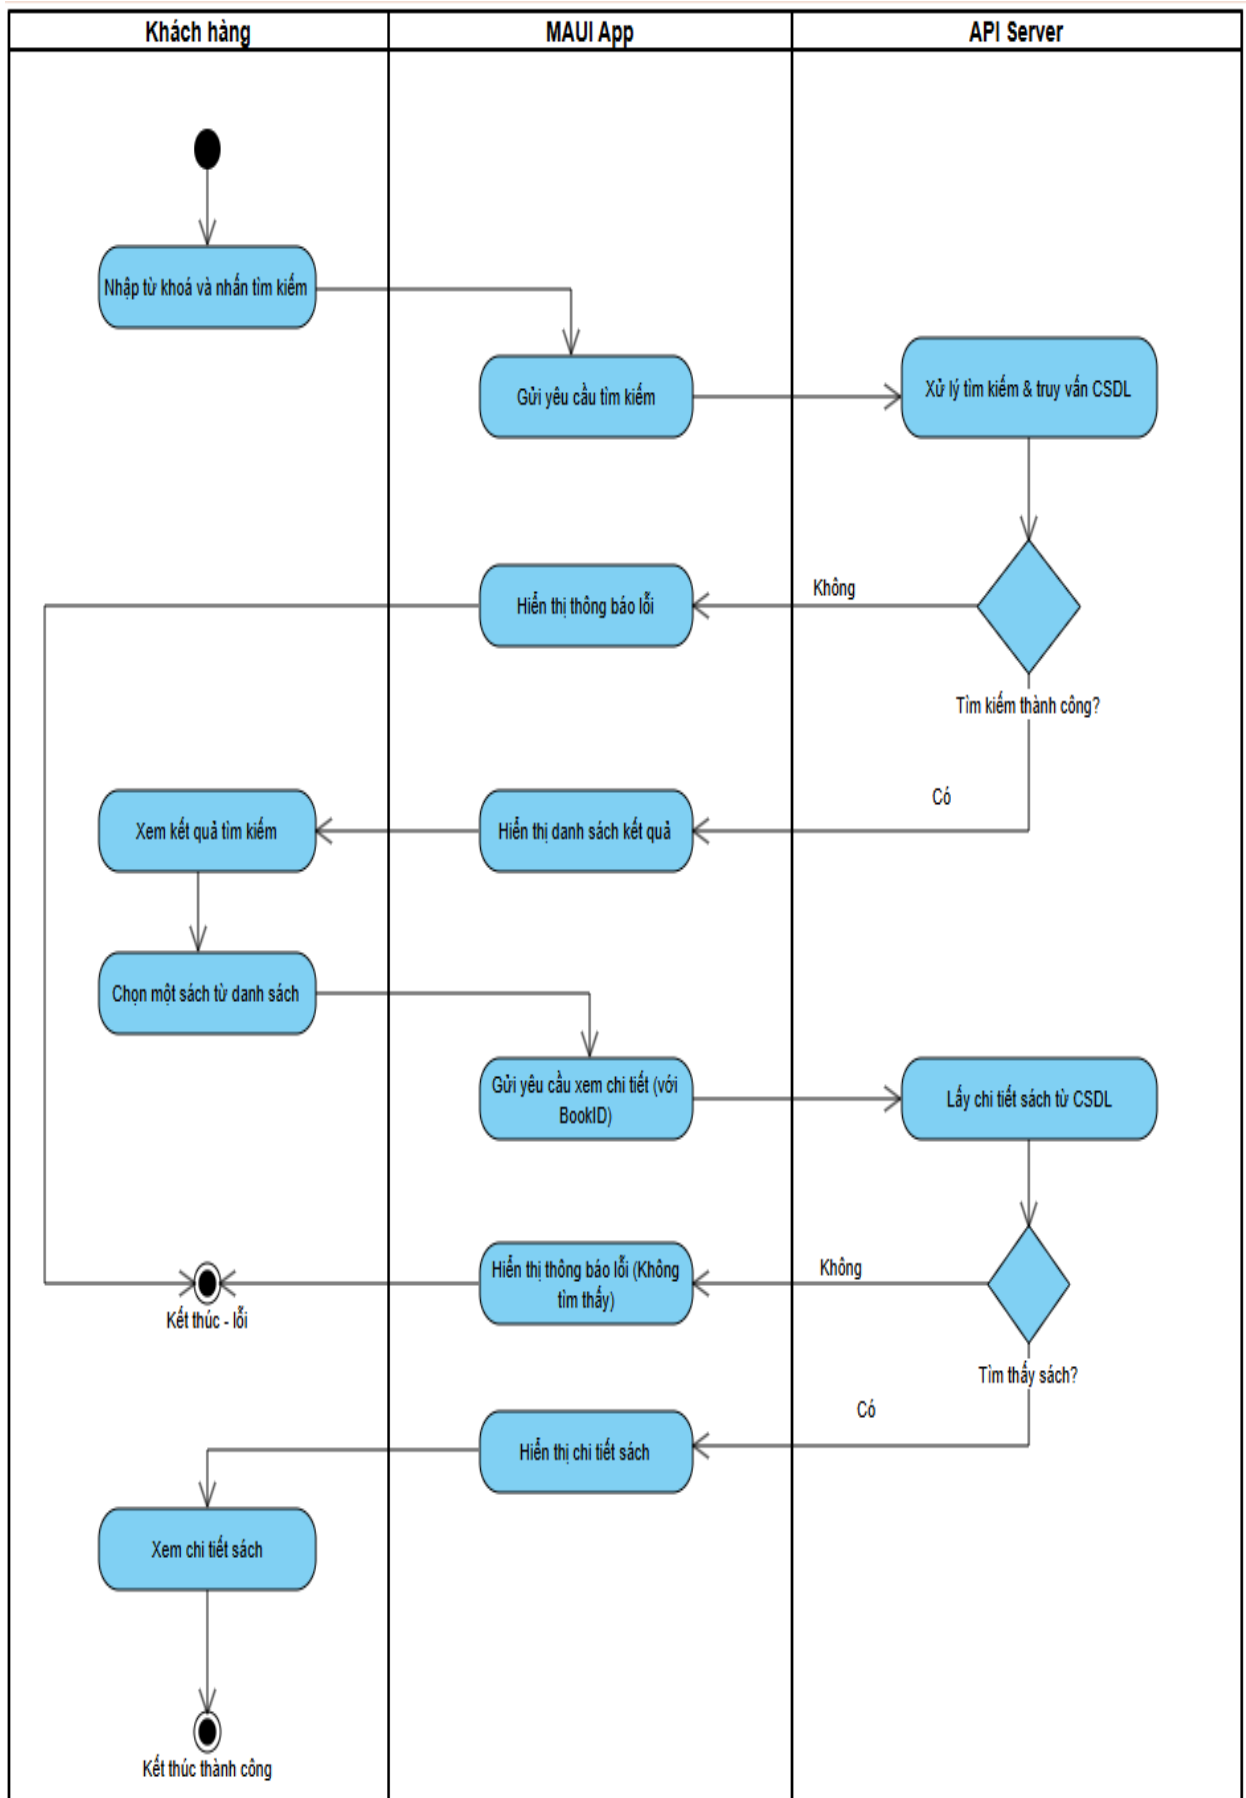 Khách hàng
MAUI App
API Server
Nhập từ khoá và nhấn tìm kiếm
Gửi yêu cầu tìm kiếm
Xử lý tìm kiếm & truy vấn CSDL
Không
Hiển thị thông báo lỗi
Tìm kiếm thành công?
Có
Xem kết quả tìm kiếm
Hiển thị danh sách kết quả
Chọn một sách từ danh sách
Gửi yêu cầu xem chi tiết (với
BookID)
Lấy chi tiết sách từ CSDL
Không
Hiển thị thông báo lỗi (Không
tìm thấy)
Kết thúc - lỗi
Tìm thấy sách?
Có
Hiển thị chi tiết sách
Xem chi tiết sách
Kết thúc thành công